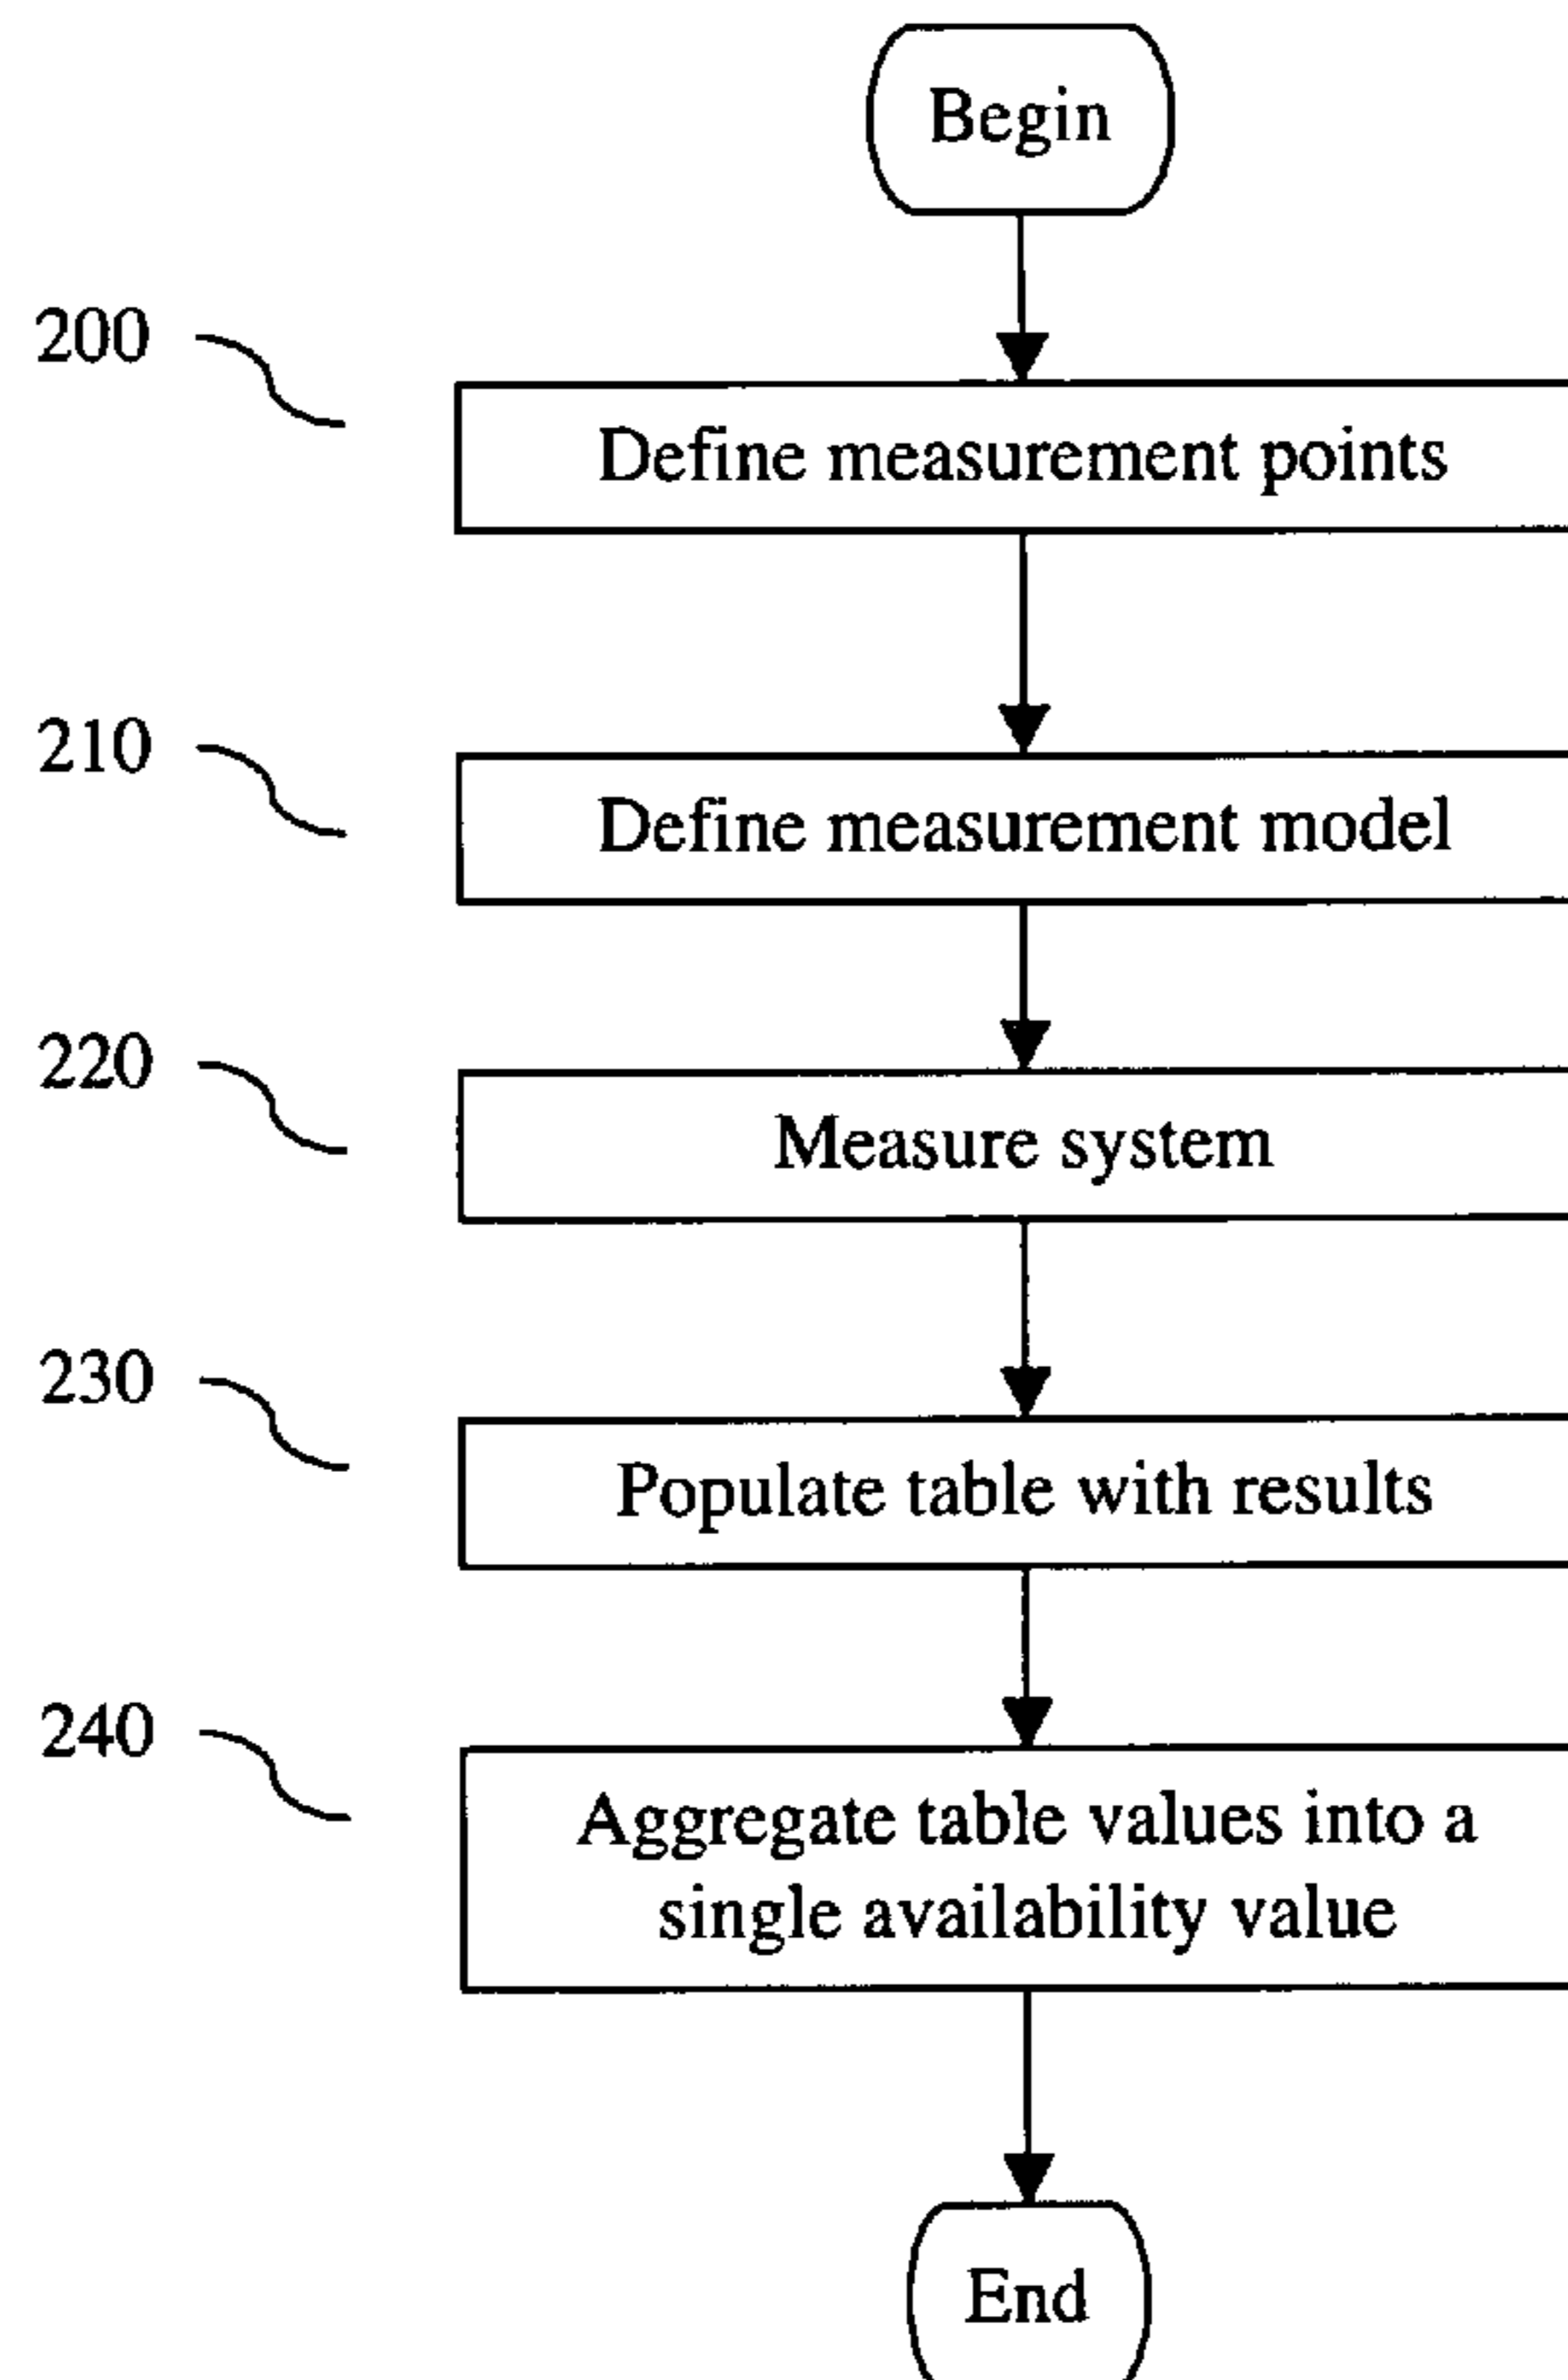 Begin
200
Define measurement points
210
Define measurement model
220
Measure system
230
Populate table with results
240
Aggregate table values into a
single availability value
End